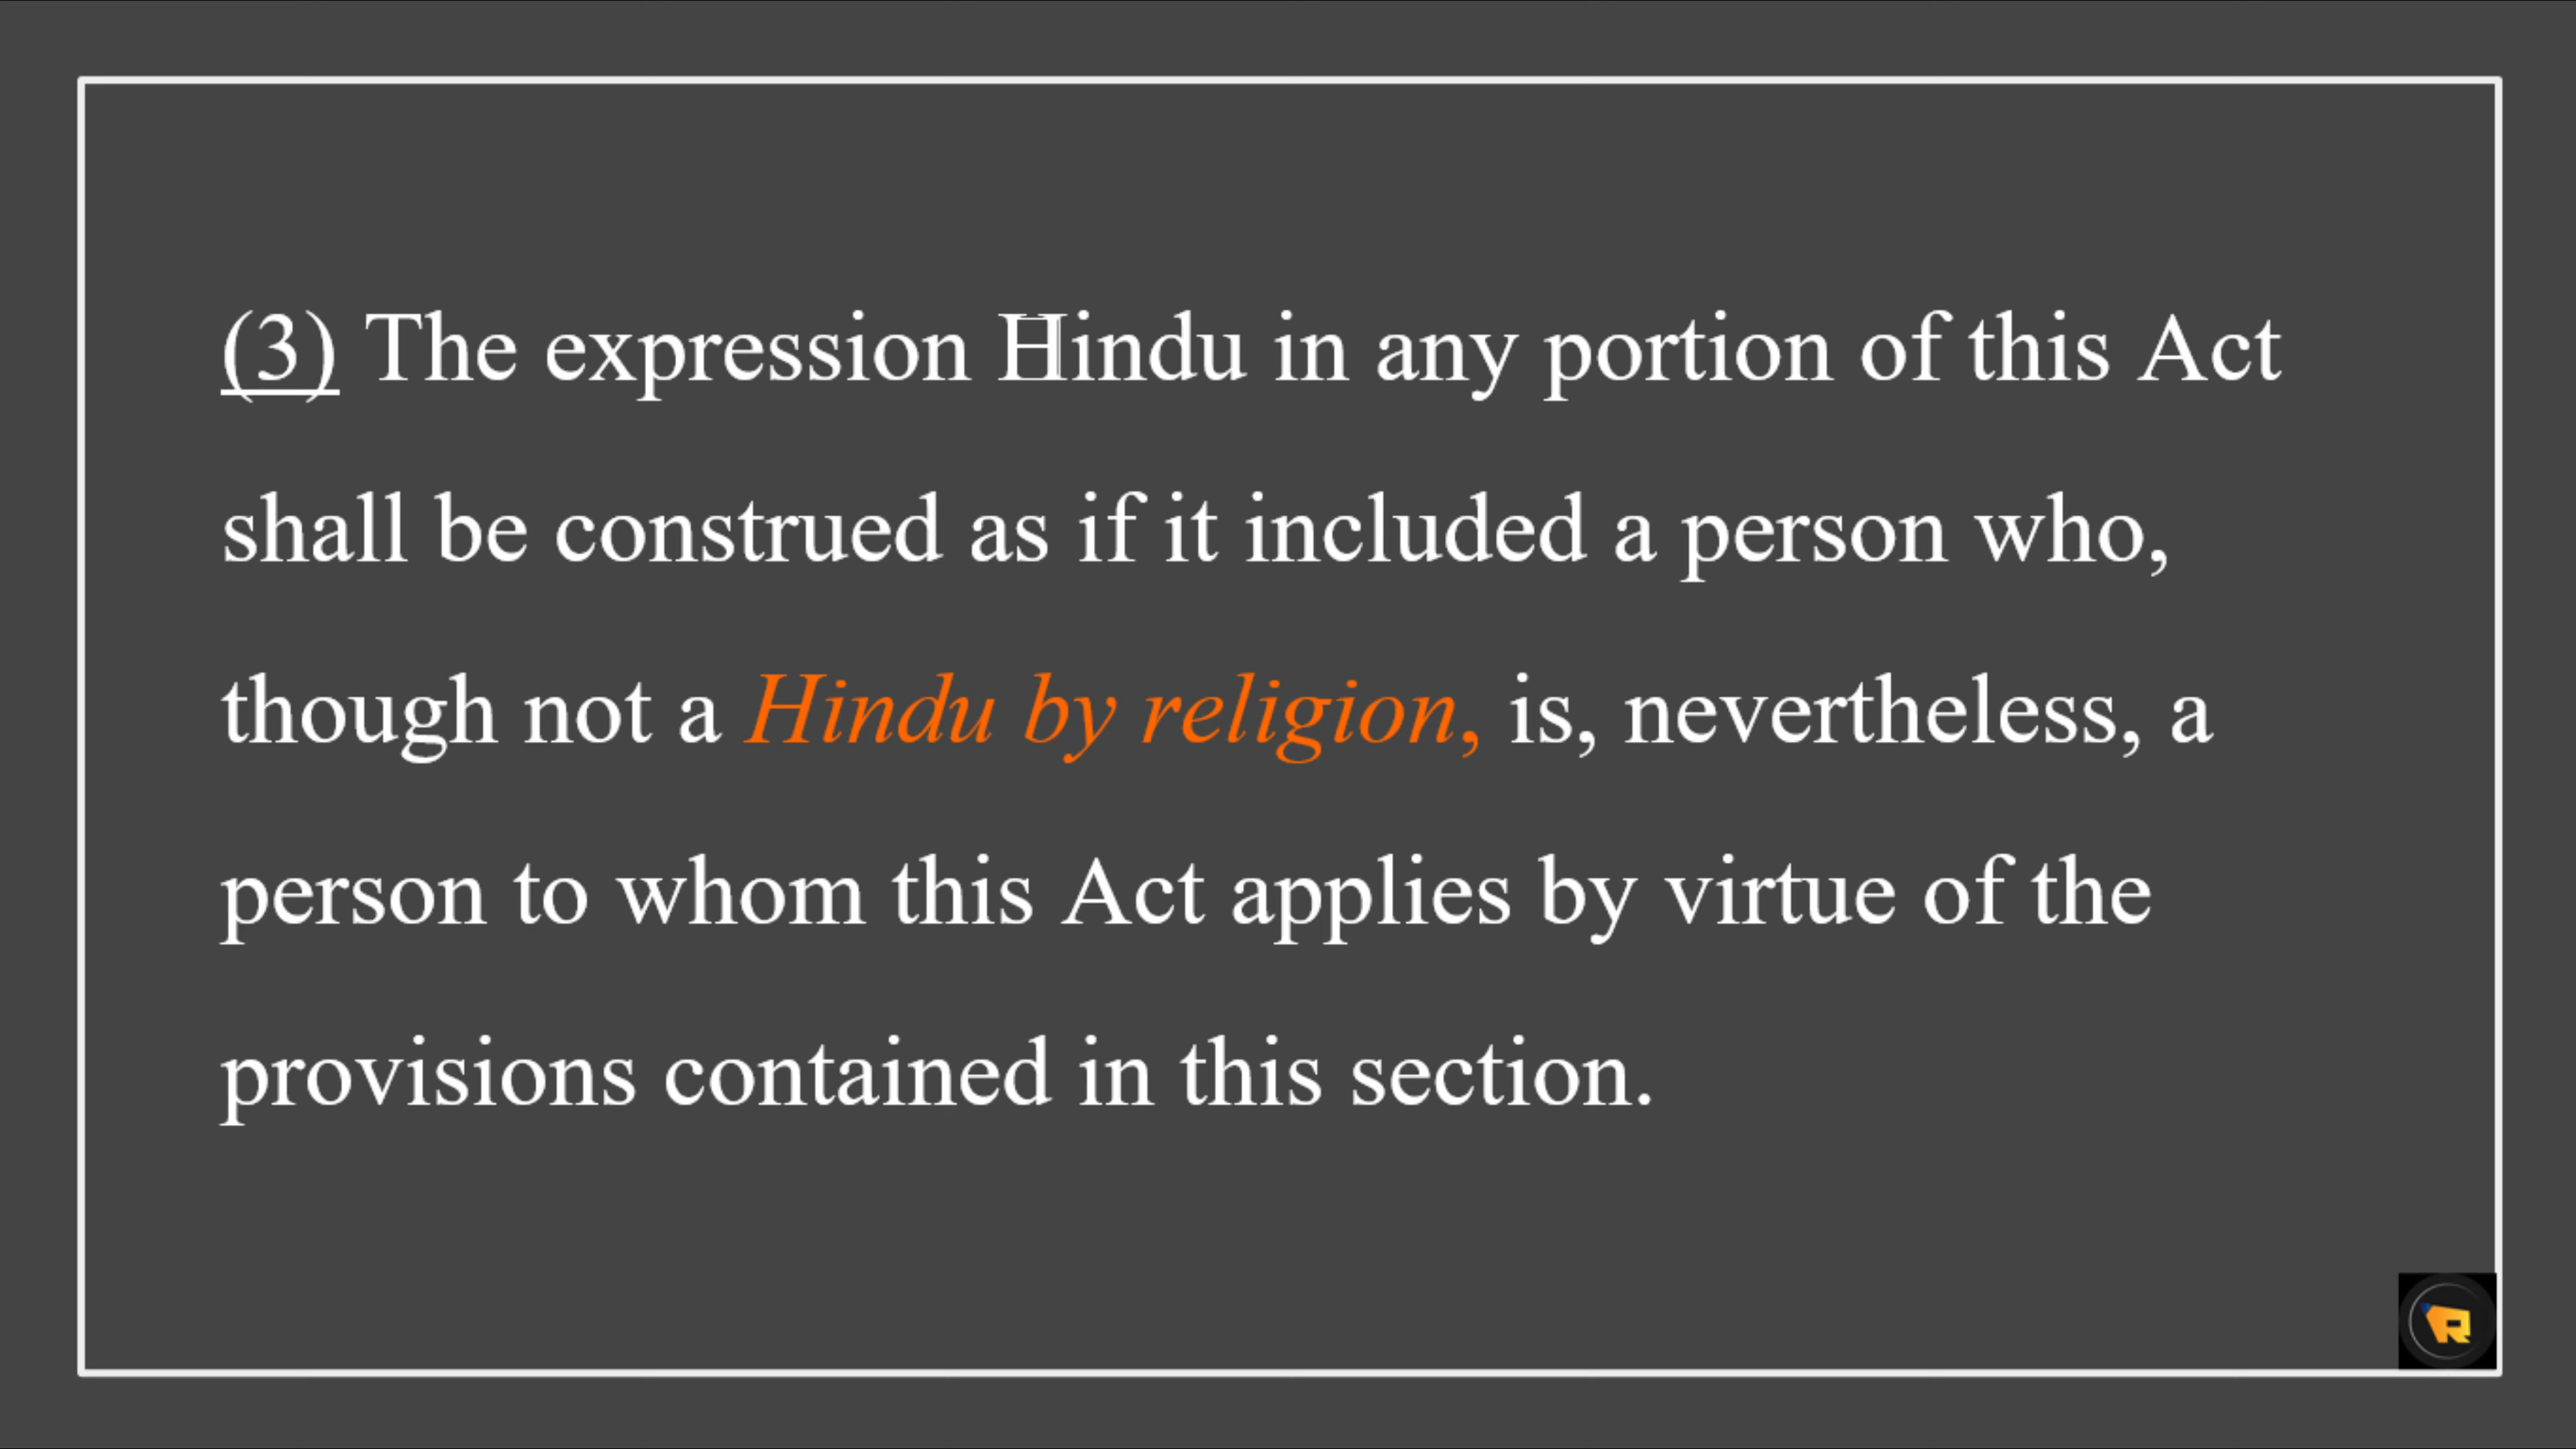 (3) The expression Hindu in any portion of this Act
shall be construed as if it included a person who,
though not a Hindu by religion, is, nevertheless, a
person to whom this Act applies by virtue of the
provisions contained in this section.
R